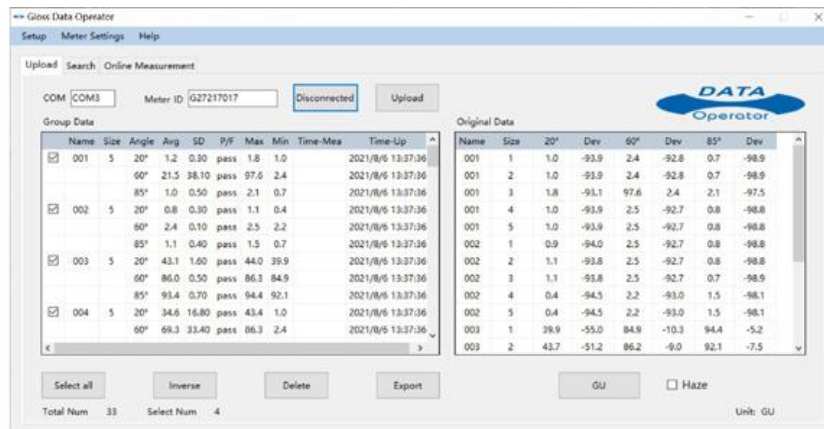 Gloss Data Operator
Setup Meter Settings Help
Upload Search Online Measurement
COM COM3 Meter ID G27217017 Disconnected Upload
DATA
Operator
Group Data
Name Size Angle Avg SD P/F Max Min Time-Mea Time-Up
001 5 20° 1.2 0.30 pass 1.8 1.0 2021/8/6 13:37:36
60° 21.5 38.10 pass 97.6 2.4 2021/8/6 13:37:36
85° 1.0 0.50 pass 2.1 0.7 2021/8/6 13:37:36
002 5 20° 0.8 0.30 pass 1.1 0.4 2021/8/6 13:37:36
60° 2.4 0.10 pass 2.5 2.2 2021/8/6 13:37:36
85° 1.1 0.40 pass 1.5 0.7 2021/8/6 13:37:36
003 5 20° 43.1 1.60 pass 44.0 39.9 2021/8/6 13:37:36
60° 86.0 0.50 pass 86.3 84.9 2021/8/6 13:37:36
85° 93.4 0.70 pass 94.4 92.1 2021/8/6 13:37:36
004 5 20° 34.6 16.80 pass 43.4 1.0 2021/8/6 13:37:36
60° 69.3 33.40 pass 86.3 2.4 2021/8/6 13:37:36
Original Data
Name Size 20° Dev 60° Dev 85° Dev
001 1 1.0 -93.9 2.4 -92.8 0.7 -98.9
001 2 1.0 -93.9 2.4 -92.8 0.7 -98.9
001 3 1.8 -93.1 97.6 2.4 2.1 -97.5
001 4 1.0 -93.9 2.5 -92.7 0.8 -98.8
001 5 1.0 -93.9 2.5 -92.7 0.8 -98.8
002 1 0.9 -94.0 2.5 -92.7 0.8 -98.8
002 2 1.1 -93.8 2.5 -92.7 0.8 -98.8
002 3 1.1 -93.8 2.5 -92.7 0.7 -98.9
002 4 0.4 -94.5 2.2 -93.0 1.5 -98.1
002 5 0.4 -94.5 2.2 -93.0 1.5 -98.1
003 1 39.9 -55.0 84.9 -10.3 94.4 -5.2
003 2 43.7 -51.2 86.2 -9.0 92.1 -7.5
Select all Inverse Delete Export GU Haze
Total Num 33 Select Num 4 Unit: GU